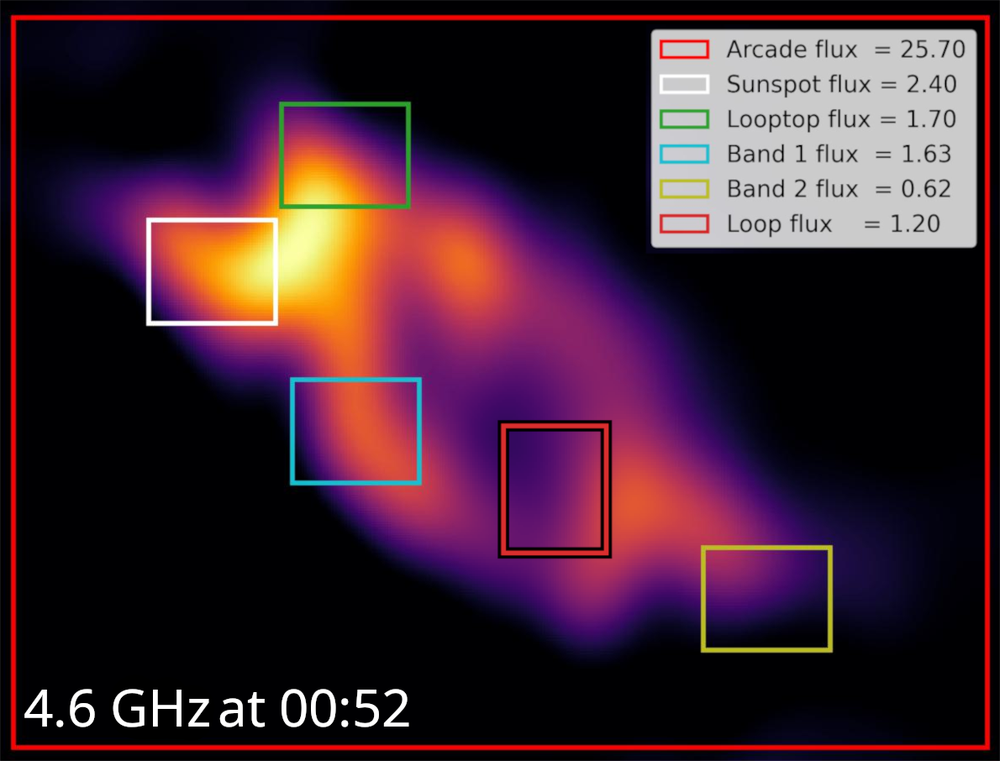 Arcade flux = 25.70
Sunspot flux = 2.40
Looptop flux = 1.70
Band 1 flux = 1.63
Band 2 flux = 0.62
Loop flux = 1.20
4.6 GHz at 00:52